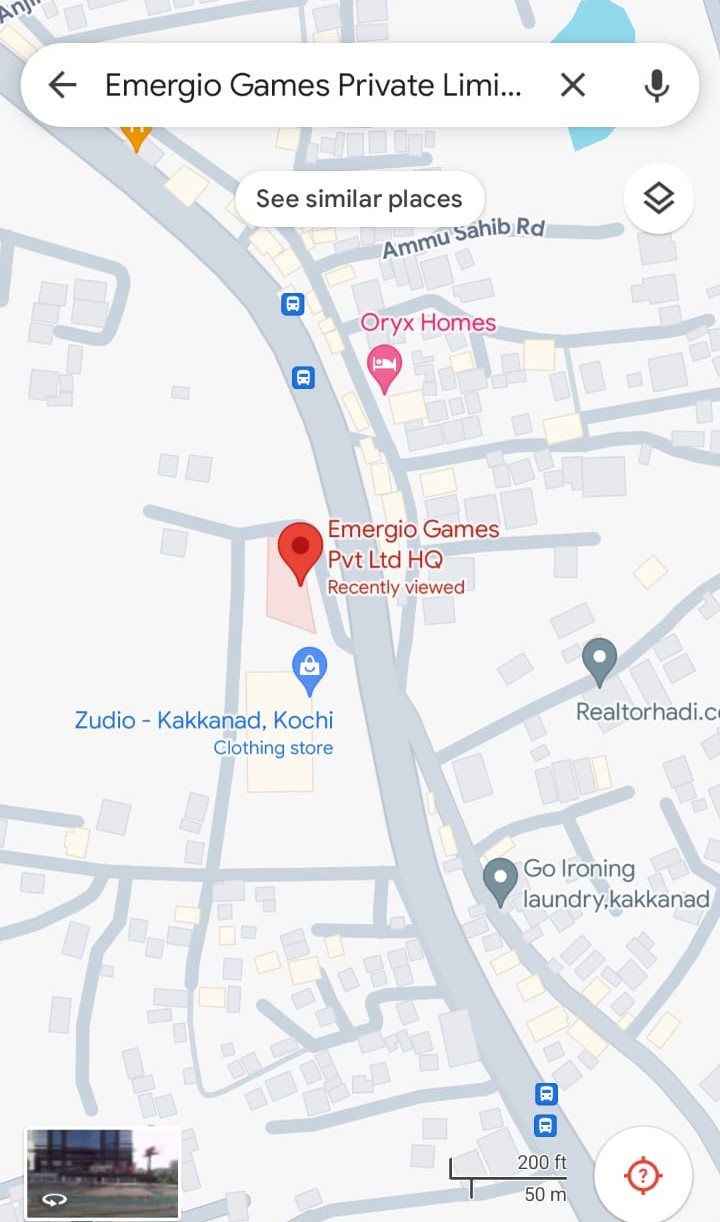 Anji
Emergio Games Private Limi...
See similar places
Ammu Sahib Rd
Oryx Homes
Emergio Games
Pvt Ltd HQ
Recently viewed
Zudio - Kakkanad, Kochi
Clothing store
Realtorhadi.c
Go Ironing
laundry,kakkanad
200 ft
50 m
?